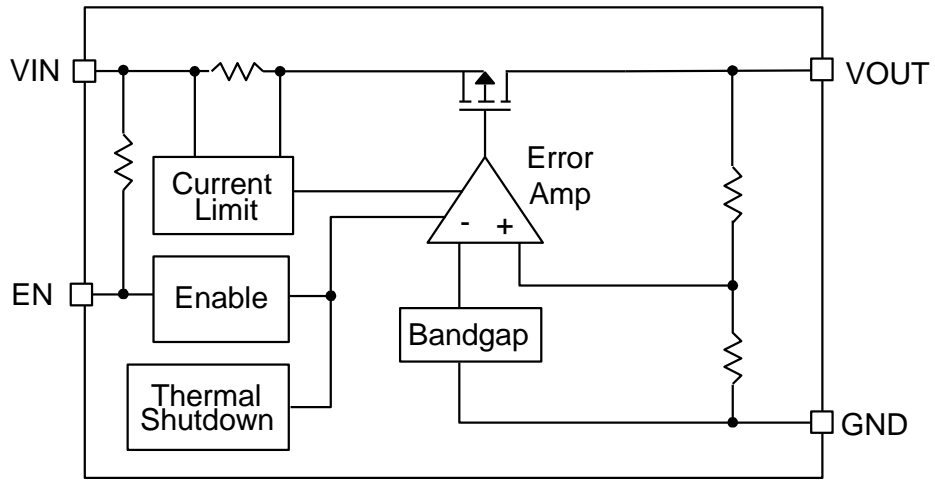 VIN
VOUT
Error
Amp
Current
Limit
- +
EN
Enable
Bandgap
Thermal
Shutdown
GND